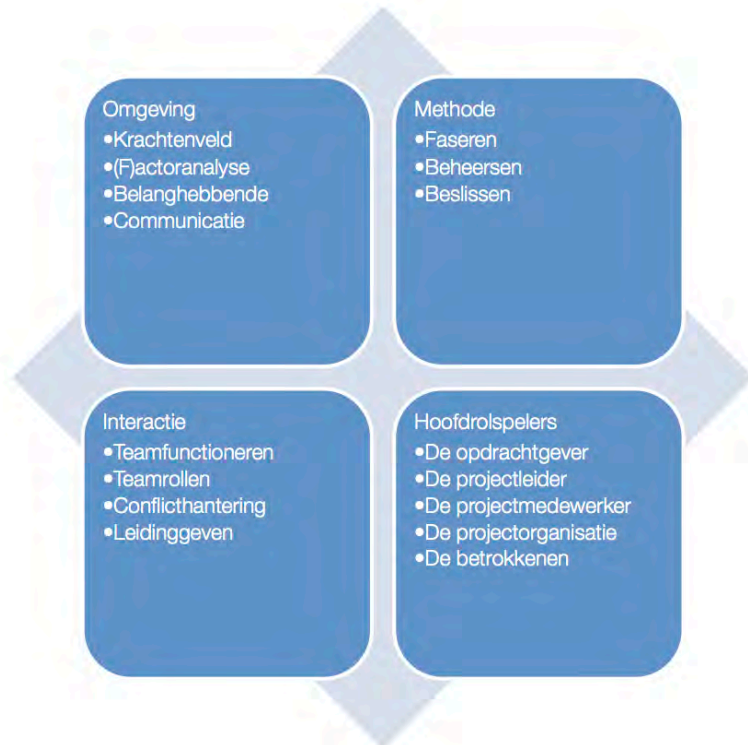 Omgeving
•Krachtenveld
•(F)actoranalyse
•Belanghebbende
•Communicatie
Methode
•Faseren
•Beheersen
•Beslissen
Interactie
•Teamfunctioneren
•Teamrollen
•Conflicthantering
•Leidinggeven
Hoofdrolspelers
•De opdrachtgever
•De projectleider
•De projectmedewerker
•De projectorganisatie
•De betrokkenen